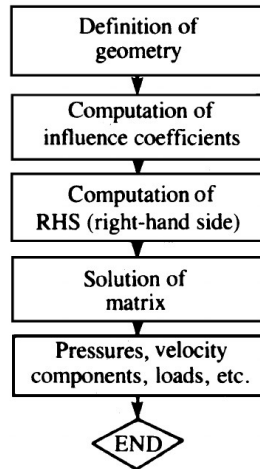 Definition of
geometry
Computation of
influence coefficients
Computation of
RHS (right-hand side)
Solution of
matrix
Pressures, velocity
components, loads, etc.
END